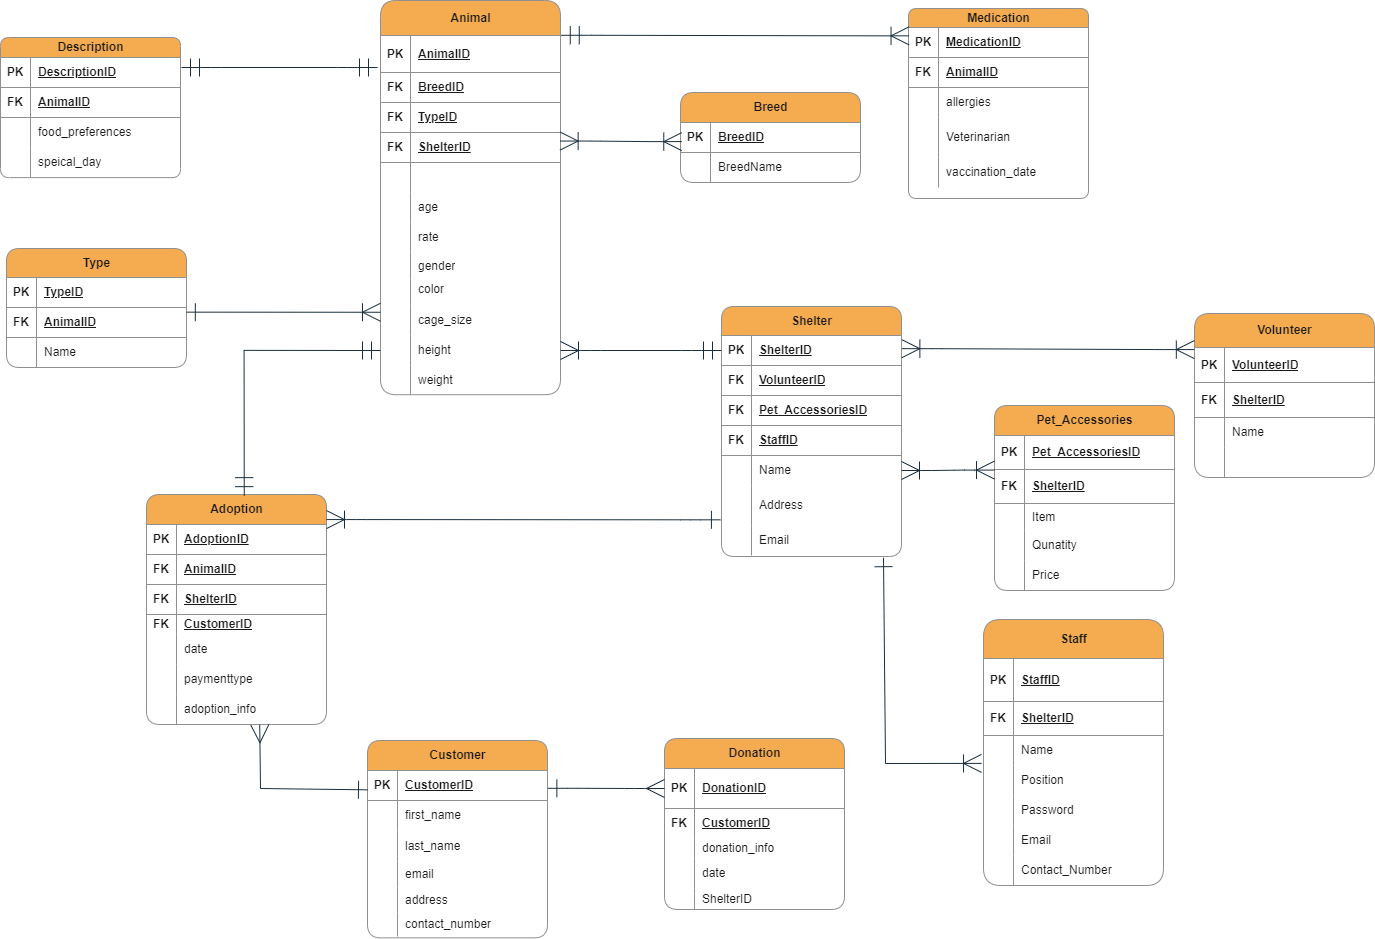 Animal
PK AnimalID
FK BreedID
FK TypeID
FK ShelterID
age
rate
gender
color
cage_size
height
weight
Medication
PK MedicationID
FK AnimalID
allergies
Veterinarian
vaccination_date
Description
PK DescriptionID
FK AnimalID
food_preferences
speical_day
Breed
PK BreedID
BreedName
Type
PK TypeID
FK AnimalID
Name
Shelter
PK ShelterID
FK VolunteerID
FK Pet_AccessoriesID
FK StaffID
Name
Address
Email
Volunteer
PK VolunteerID
FK ShelterID
Name
Pet_Accessories
PK Pet_AccessoriesID
FK ShelterID
Item
Qunatity
Price
Adoption
PK AdoptionID
FK AnimalID
FK ShelterID
FK CustomerID
date
paymenttype
adoption_info
Staff
PK StaffID
FK ShelterID
Name
Position
Password
Email
Contact_Number
Customer
PK CustomerID
first_name
last_name
email
address
contact_number
Donation
PK DonationID
FK CustomerID
donation_info
date
ShelterID